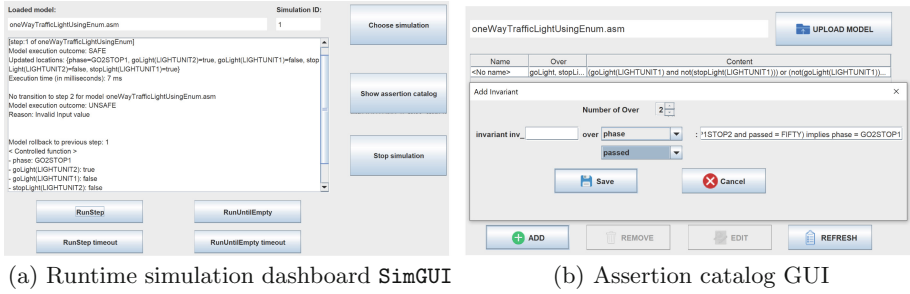 Loaded model:
Simulation ID:
oneWayTrafficLightUsingEnum.asm
1
Choose simulation
[step:1 of oneWayTrafficLightUsingEnum]
Model execution outcome: SAFE
Updated locations: {phase=GO2STOP1, goLight(LIGHTUNIT2)=true, goLight(LIGHTUNIT1)=false, stop
Light(LIGHTUNIT2)=false, stopLight(LIGHTUNIT1)=true}
Execution time (in milliseconds): 7 ms
No transition to step 2 for model oneWayTrafficLightUsingEnum.asm
Model execution outcome: UNSAFE
Reason: Invalid Input value
Model rollback to previous step: 1
< Controlled function >
- phase: GO2STOP1
- goLight(LIGHTUNIT2): true
- goLight(LIGHTUNIT1): false
- stopLight(LIGHTUNIT2): false
Show assertion catalog
Stop simulation
RunStep
RunUntilEmpty
RunStep timeout
RunUntilEmpty timeout
(a) Runtime simulation dashboard SimGUI
oneWayTrafficLightUsingEnum.asm
UPLOAD MODEL
Name Over Content
<No name> goLight, stopLi... (goLight(LIGHTUNIT1) and not(stopLight(LIGHTUNIT1))) or (not(goLight(LIGHTUNIT1))...
Add Invariant
Number of Over 2
invariant inv_ over phase : '1STOP2 and passed = FIFTY) implies phase = GO2STOP1
passed
Save
Cancel
ADD
REMOVE
EDIT
REFRESH
(b) Assertion catalog GUI